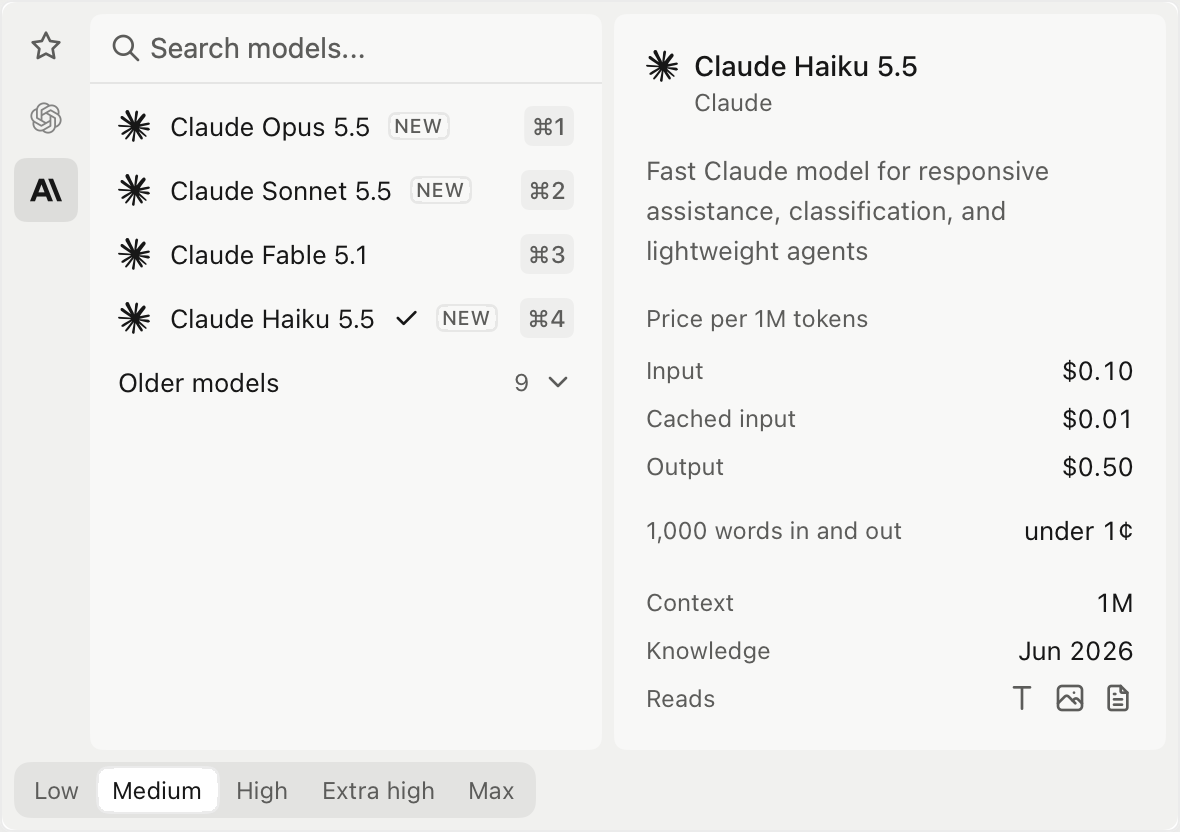 Search models...
Claude Opus 5.5 NEW ⌘1
Claude Sonnet 5.5 NEW ⌘2
Claude Fable 5.1 ⌘3
Claude Haiku 5.5 NEW ⌘4
Older models 9
Claude Haiku 5.5
Claude
Fast Claude model for responsive
assistance, classification, and
lightweight agents
Price per 1M tokens
Input $0.10
Cached input $0.01
Output $0.50
1,000 words in and out under 1¢
Context 1M
Knowledge Jun 2026
Reads
Low Medium High Extra high Max